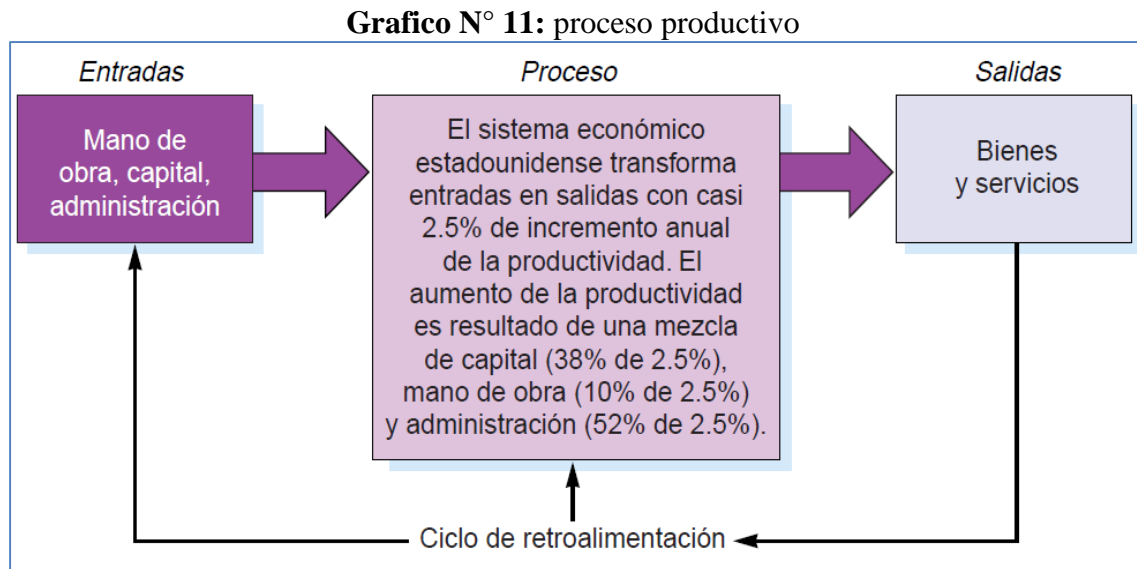 Grafico N° 11: proceso productivo
Entradas
Proceso
Salidas
Mano de
obra, capital,
administración
El sistema económico
estadounidense transforma
entradas en salidas con casi
2.5% de incremento anual
de la productividad. El
aumento de la productividad
es resultado de una mezcla
de capital (38% de 2.5%),
mano de obra (10% de 2.5%)
y administración (52% de 2.5%).
Bienes
y servicios
Ciclo de retroalimentación